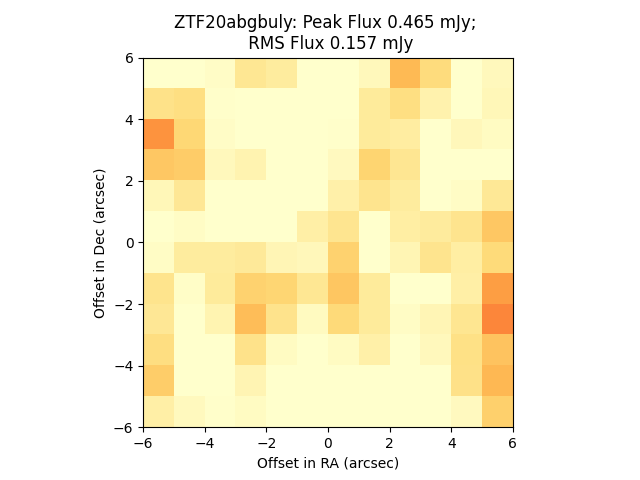 ZTF20abgbuly: Peak Flux 0.465 mJy;
RMS Flux 0.157 mJy
6
4
2
0
−2
−4
−6
Offset in Dec (arcsec)
−6 −4 −2 0 2 4 6
Offset in RA (arcsec)